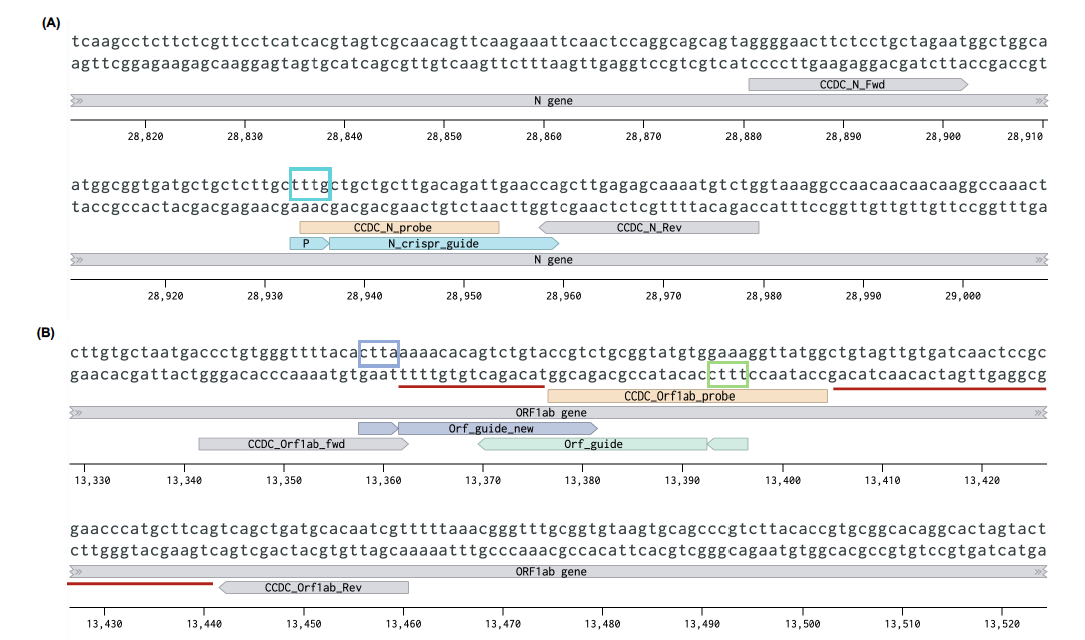 (A)
tcaagcctcttctcgttcctcatcacgtagtcgcaacagttcaagaaattcaactccaggcagcagtaggggaacttctcctgctagaatggctggca
agttcggagaagagcaaggagtagtgcatcagcgttgtcaagttctttaagttgaggtccgtcgtcatccccttgaagaggacgatcttaccgaccgt
CCDC_N_Fwd
N gene
28,820 28,830 28,840 28,850 28,860 28,870 28,880 28,890 28,900 28,910
atggcggtgatgctgctcttgctttgctgctgcttgacagattgaaccagcttgagagcaaaatgtctggtaaaggccaacaacaacaaggccaaact
taccgccactacgacgagaacgaaacgacgacgaactgtctaacttggtcgaactctcgttttacagaccatttccggttgttgttgttccggtttga
CCDC_N_probe CCDC_N_Rev
P N_crispr_guide
N gene
28,920 28,930 28,940 28,950 28,960 28,970 28,980 28,990 29,000
(B)
cttgtgctaatgaccctgtgggttttacacttaaaaacacagtctgtaccgtctgcggtatgtggaaaggttatggctgtagttgtgatcaactccgc
gaacacgattactgggacacccaaaatgtgaatttttgtgtcagacatggcagacgccatacacctttccaataccgacatcaacactagttgaggcg
CCDC_Orf1ab_probe
ORF1ab gene
Orf_guide_new
CCDC_Orf1ab_fwd Orf_guide
13,330 13,340 13,350 13,360 13,370 13,380 13,390 13,400 13,410 13,420
gaacccatgcttcagtcagctgatgcacaatcgtttttaaacgggtttgcggtgtaagtgcagcccgtcttacaccgtgcggcacaggcactagtact
cttgggtacgaagtcagtcgactacgtgttagcaaaaatttgcccaaacgccacattcacgtcgggcagaatgtggcacgccgtgtccgtgatcatga
ORF1ab gene
CCDC_Orf1ab_Rev
13,430 13,440 13,450 13,460 13,470 13,480 13,490 13,500 13,510 13,520